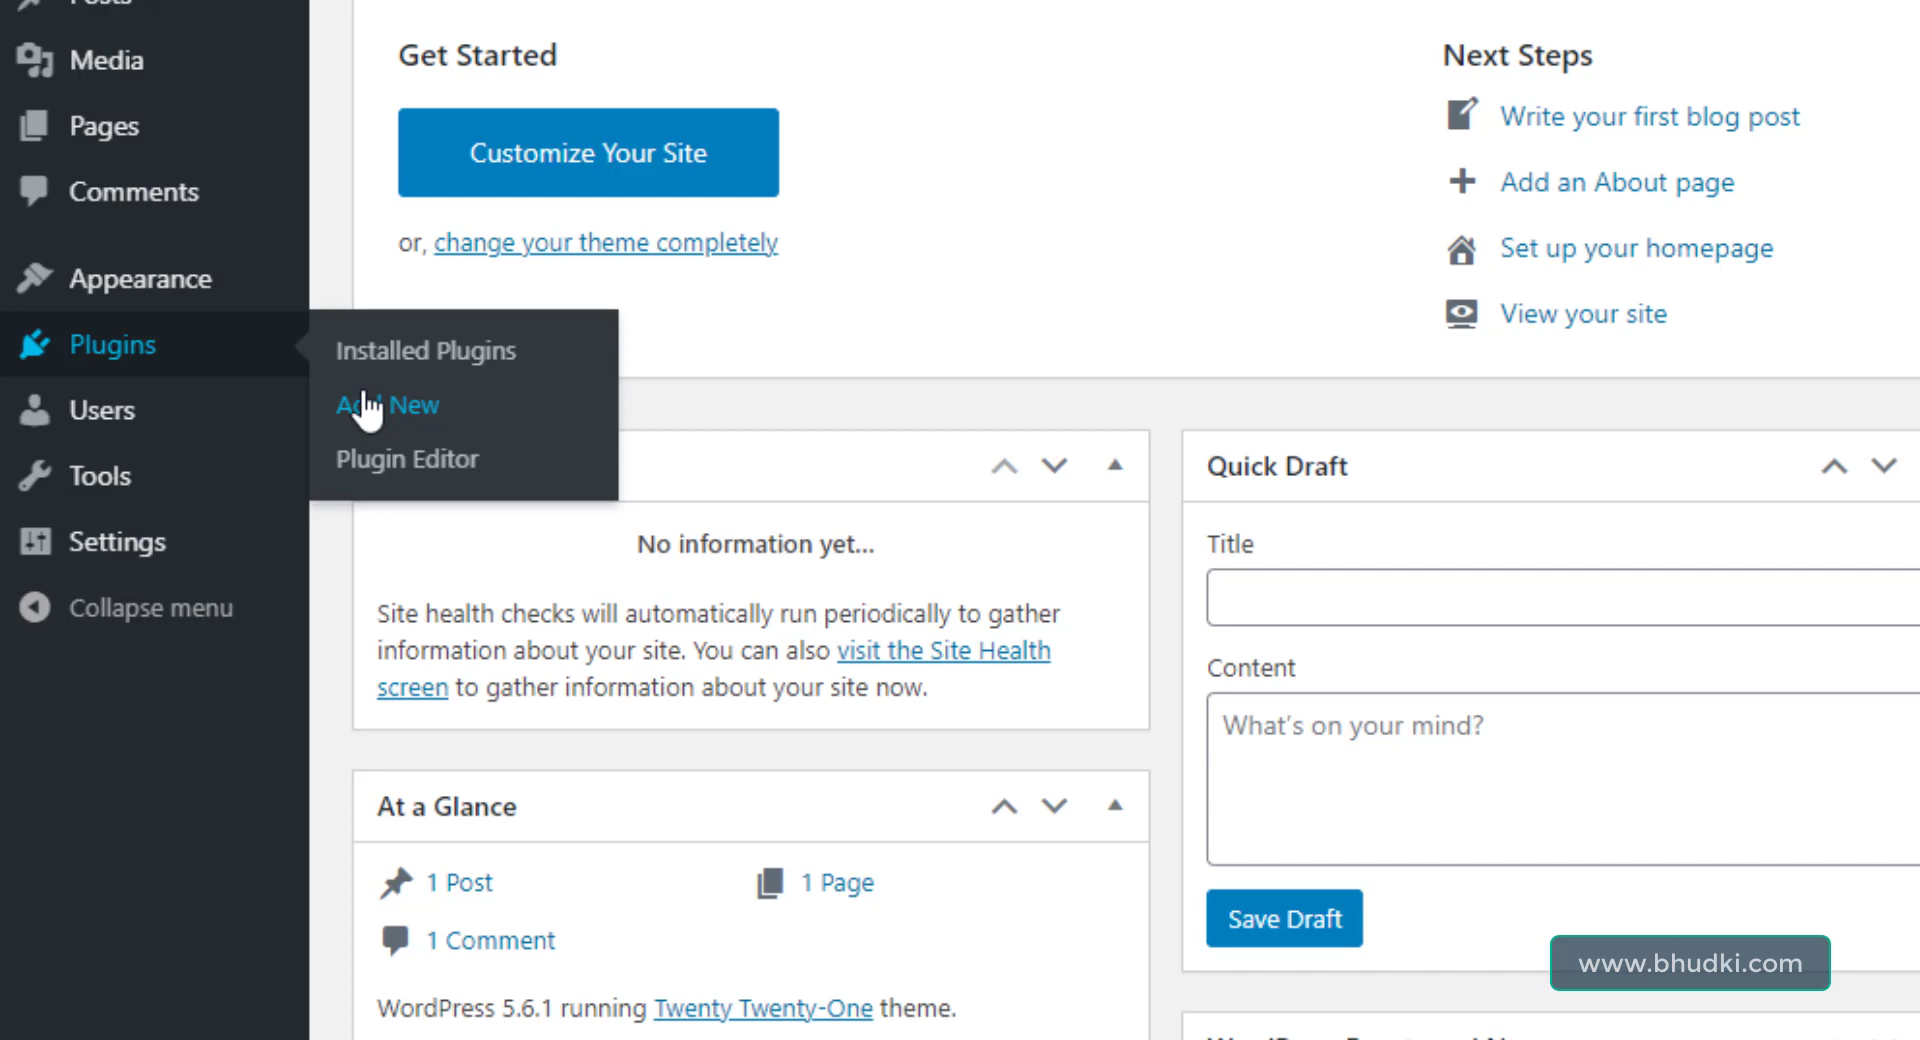 Posts
Media
Pages
Comments
Appearance
Plugins
Users
Tools
Settings
Collapse menu
Installed Plugins
Add New
Plugin Editor
Get Started
Customize Your Site
or, change your theme completely
Next Steps
Write your first blog post
Add an About page
Set up your homepage
View your site
No information yet...
Site health checks will automatically run periodically to gather
information about your site. You can also visit the Site Health
screen to gather information about your site now.
At a Glance
1 Post
1 Page
1 Comment
WordPress 5.6.1 running Twenty Twenty-One theme.
Quick Draft
Title
Content
What's on your mind?
Save Draft
www.bhudki.com